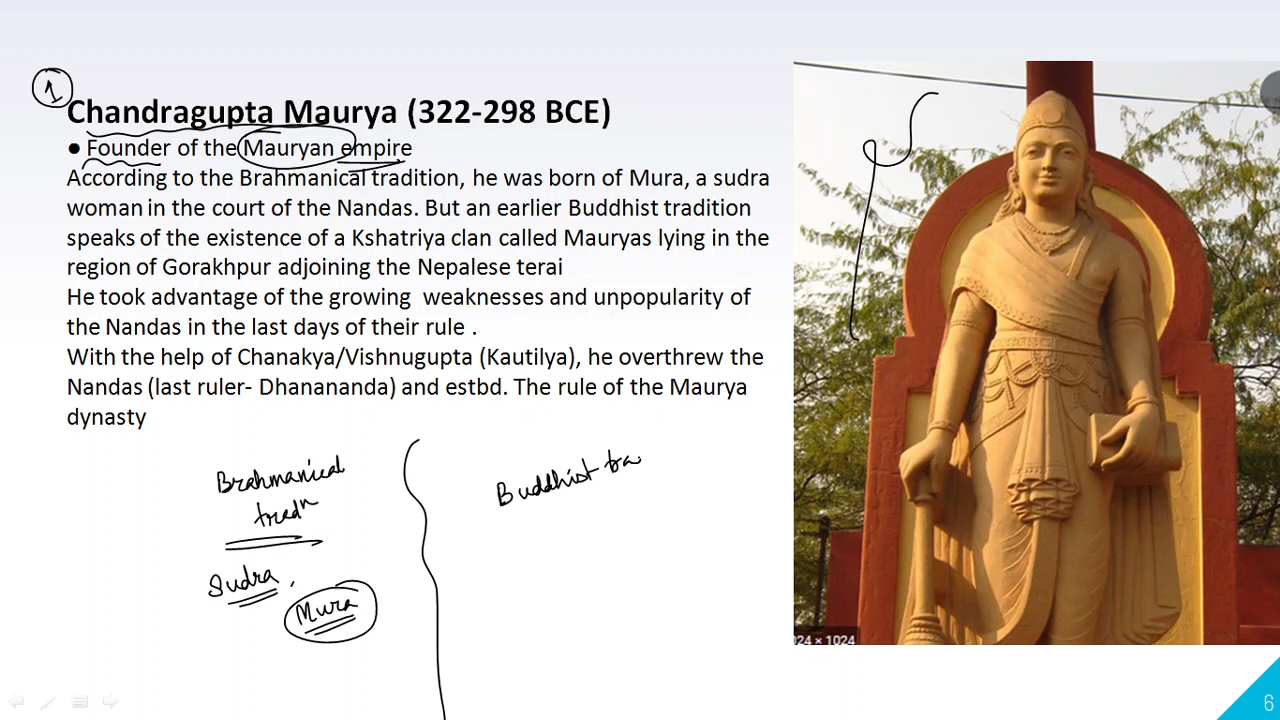 1
Chandragupta Maurya (322-298 BCE)
● Founder of the Mauryan empire
According to the Brahmanical tradition, he was born of Mura, a sudra
woman in the court of the Nandas. But an earlier Buddhist tradition
speaks of the existence of a Kshatriya clan called Mauryas lying in the
region of Gorakhpur adjoining the Nepalese terai
He took advantage of the growing weaknesses and unpopularity of
the Nandas in the last days of their rule .
With the help of Chanakya/Vishnugupta (Kautilya), he overthrew the
Nandas (last ruler- Dhanananda) and estbd. The rule of the Maurya
dynasty
Brahmanical
tradn
Sudra,
Mura
Buddhist tra
024 × 1024
6